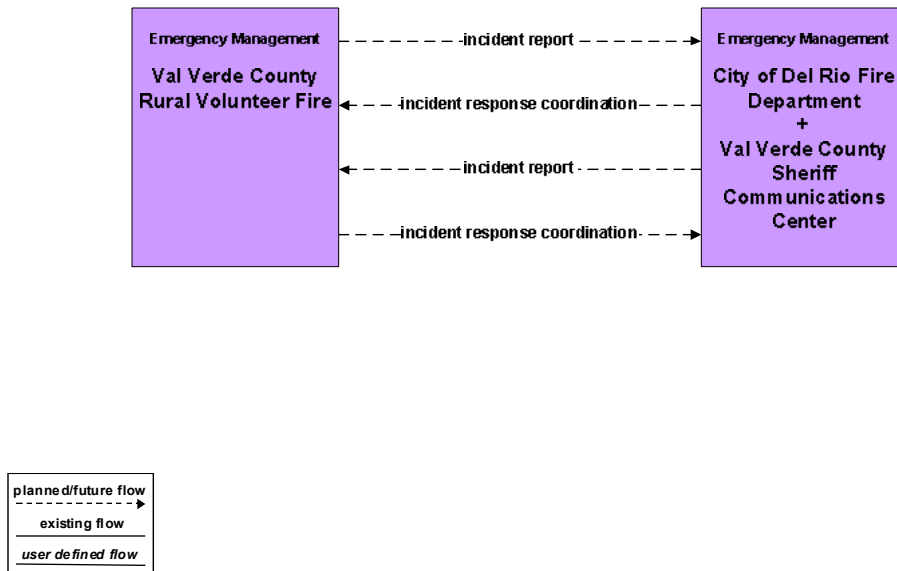 Emergency Management
Val Verde County
Rural Volunteer Fire
incident report
incident response coordination
incident report
incident response coordination
Emergency Management
City of Del Rio Fire
Department
+
Val Verde County
Sheriff
Communications
Center
planned/future flow
existing flow
user defined flow